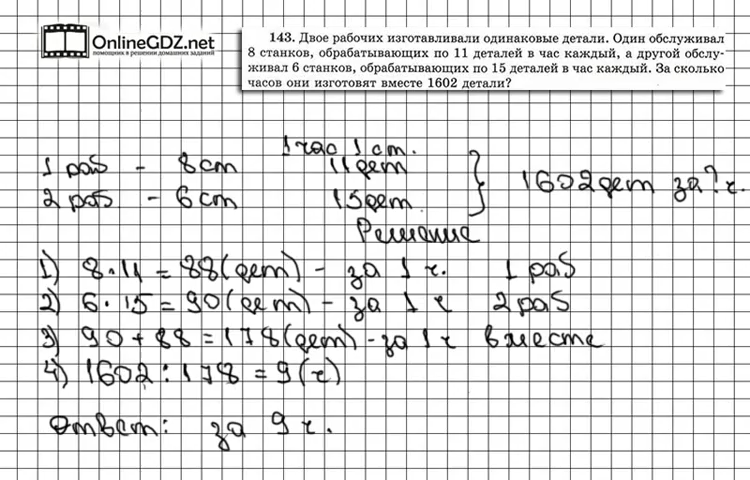 OnlineGDZ.net
помощник в решении домашних заданий
143. Двое рабочих изготавливали одинаковые детали. Один обслуживал
8 станков, обрабатывающих по 11 деталей в час каждый, а другой обслу-
живал 6 станков, обрабатывающих по 15 деталей в час каждый. За сколько
часов они изготовят вместе 1602 детали?
1 час 1 ст.
1 раб - 8 ст 11 дет
2 раб - 6 ст 15 дет.
1602 дет за ? ч.
Решение
1) 8 · 11 = 88 (дет) - за 1 ч. 1 раб
2) 6 · 15 = 90 (дет) - за 1 ч 2 раб
3) 90 + 88 = 178 (дет) - за 1 ч вместе
4) 1602 : 178 = 9 (ч)
Ответ: за 9 ч.